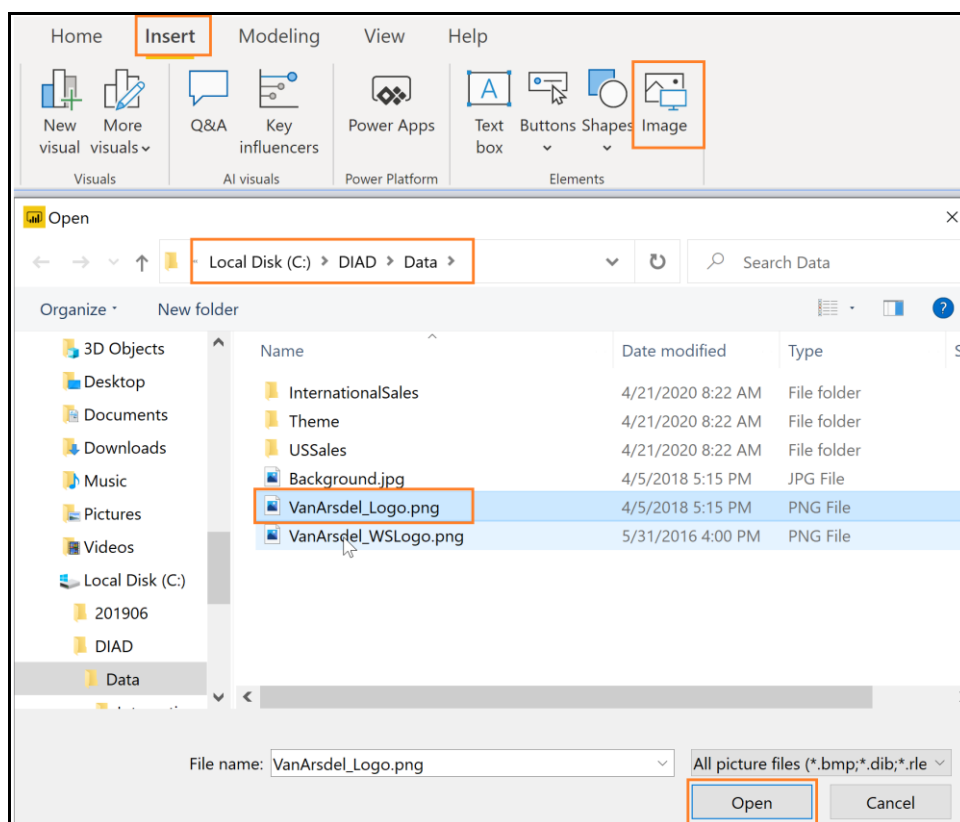 Home Insert Modeling View Help
New visual More visuals Q&A Key influencers Power Apps Text box Buttons Shapes Image
Visuals AI visuals Power Platform Elements
Open
Local Disk (C:) DIAD Data Search Data
Organize New folder
Name Date modified Type
3D Objects
Desktop
Documents
Downloads
Music
Pictures
Videos
Local Disk (C:)
201906
DIAD
Data
InternationalSales 4/21/2020 8:22 AM File folder
Theme 4/21/2020 8:22 AM File folder
USSales 4/21/2020 8:22 AM File folder
Background.jpg 4/5/2018 5:15 PM JPG File
VanArsdel_Logo.png 4/5/2018 5:15 PM PNG File
VanArsdel_WSLogo.png 5/31/2016 4:00 PM PNG File
File name: VanArsdel_Logo.png All picture files (*.bmp;*.dib;*.rle
Open Cancel